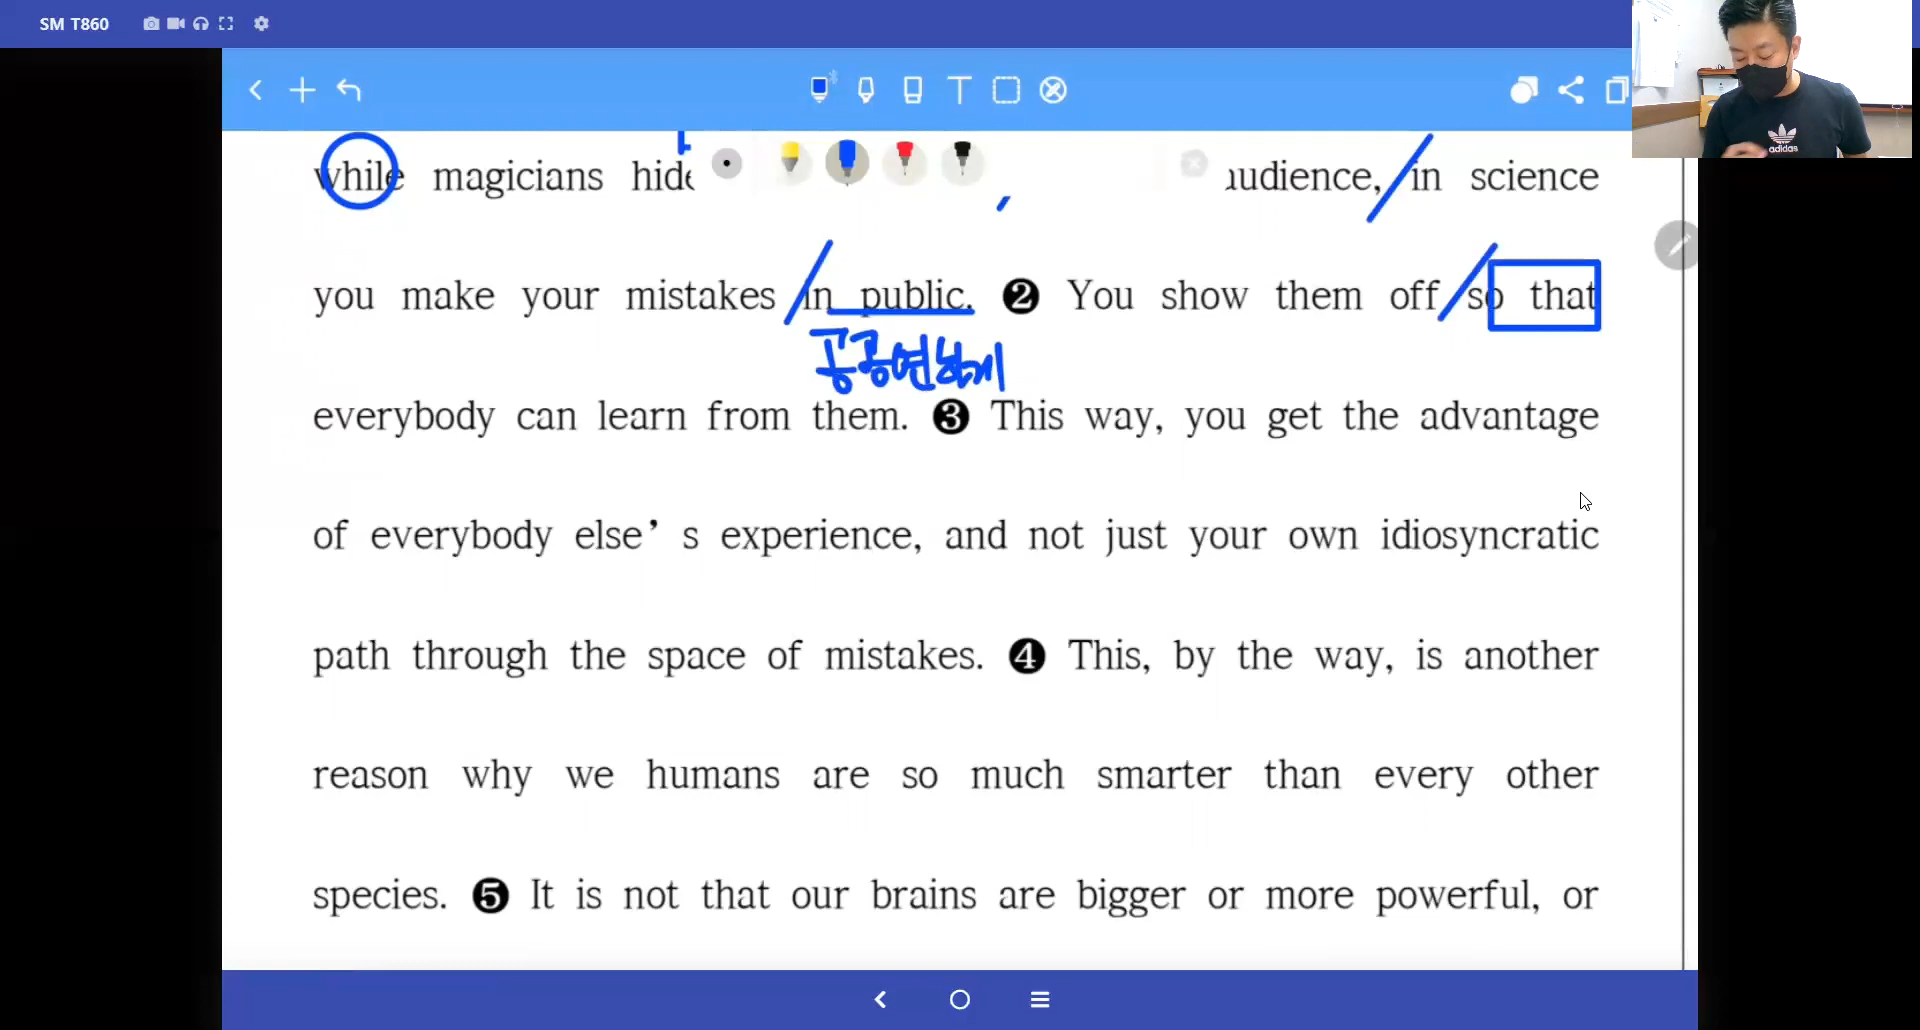 SM T860
adidas
while magicians hide audience, in science
you make your mistakes in public. ❷ You show them off so that
공공연하게
everybody can learn from them. ❸ This way, you get the advantage
of everybody else’ s experience, and not just your own idiosyncratic
path through the space of mistakes. ❹ This, by the way, is another
reason why we humans are so much smarter than every other
species. ❺ It is not that our brains are bigger or more powerful, or